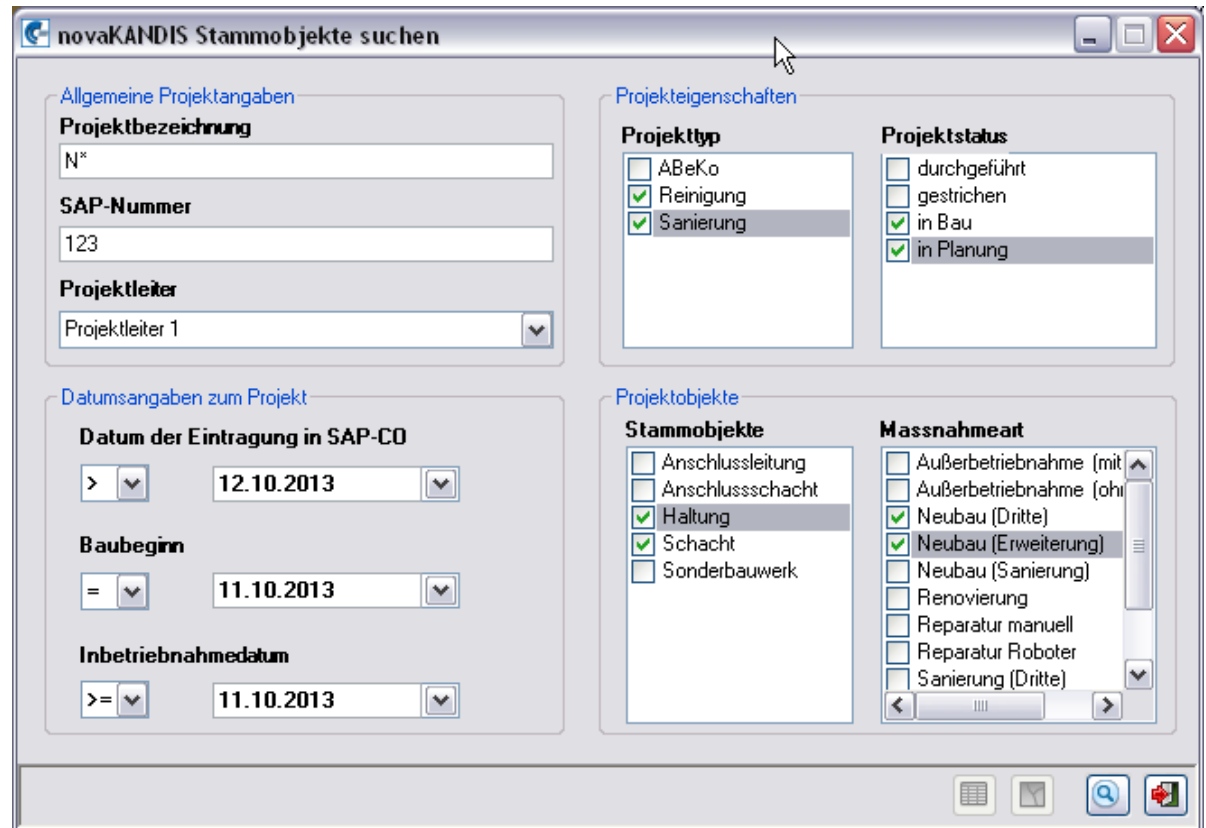 novaKANDIS Stammobjekte suchen
Allgemeine Projektangaben
Projektbezeichnung
N*
SAP-Nummer
123
Projektleiter
Projektleiter 1
Projekteigenschaften
Projekttyp
ABeKo
Reinigung
Sanierung
Projektstatus
durchgeführt
gestrichen
in Bau
in Planung
Datumsangaben zum Projekt
Datum der Eintragung in SAP-CO
> 12.10.2013
Baubeginn
= 11.10.2013
Inbetriebnahmedatum
>= 11.10.2013
Projektobjekte
Stammobjekte
Anschlussleitung
Anschlussschacht
Haltung
Schacht
Sonderbauwerk
Massnahmeart
Außerbetriebnahme (mit
Außerbetriebnahme (ohr
Neubau (Dritte)
Neubau (Erweiterung)
Neubau (Sanierung)
Renovierung
Reparatur manuell
Reparatur Roboter
Sanierung (Dritte)